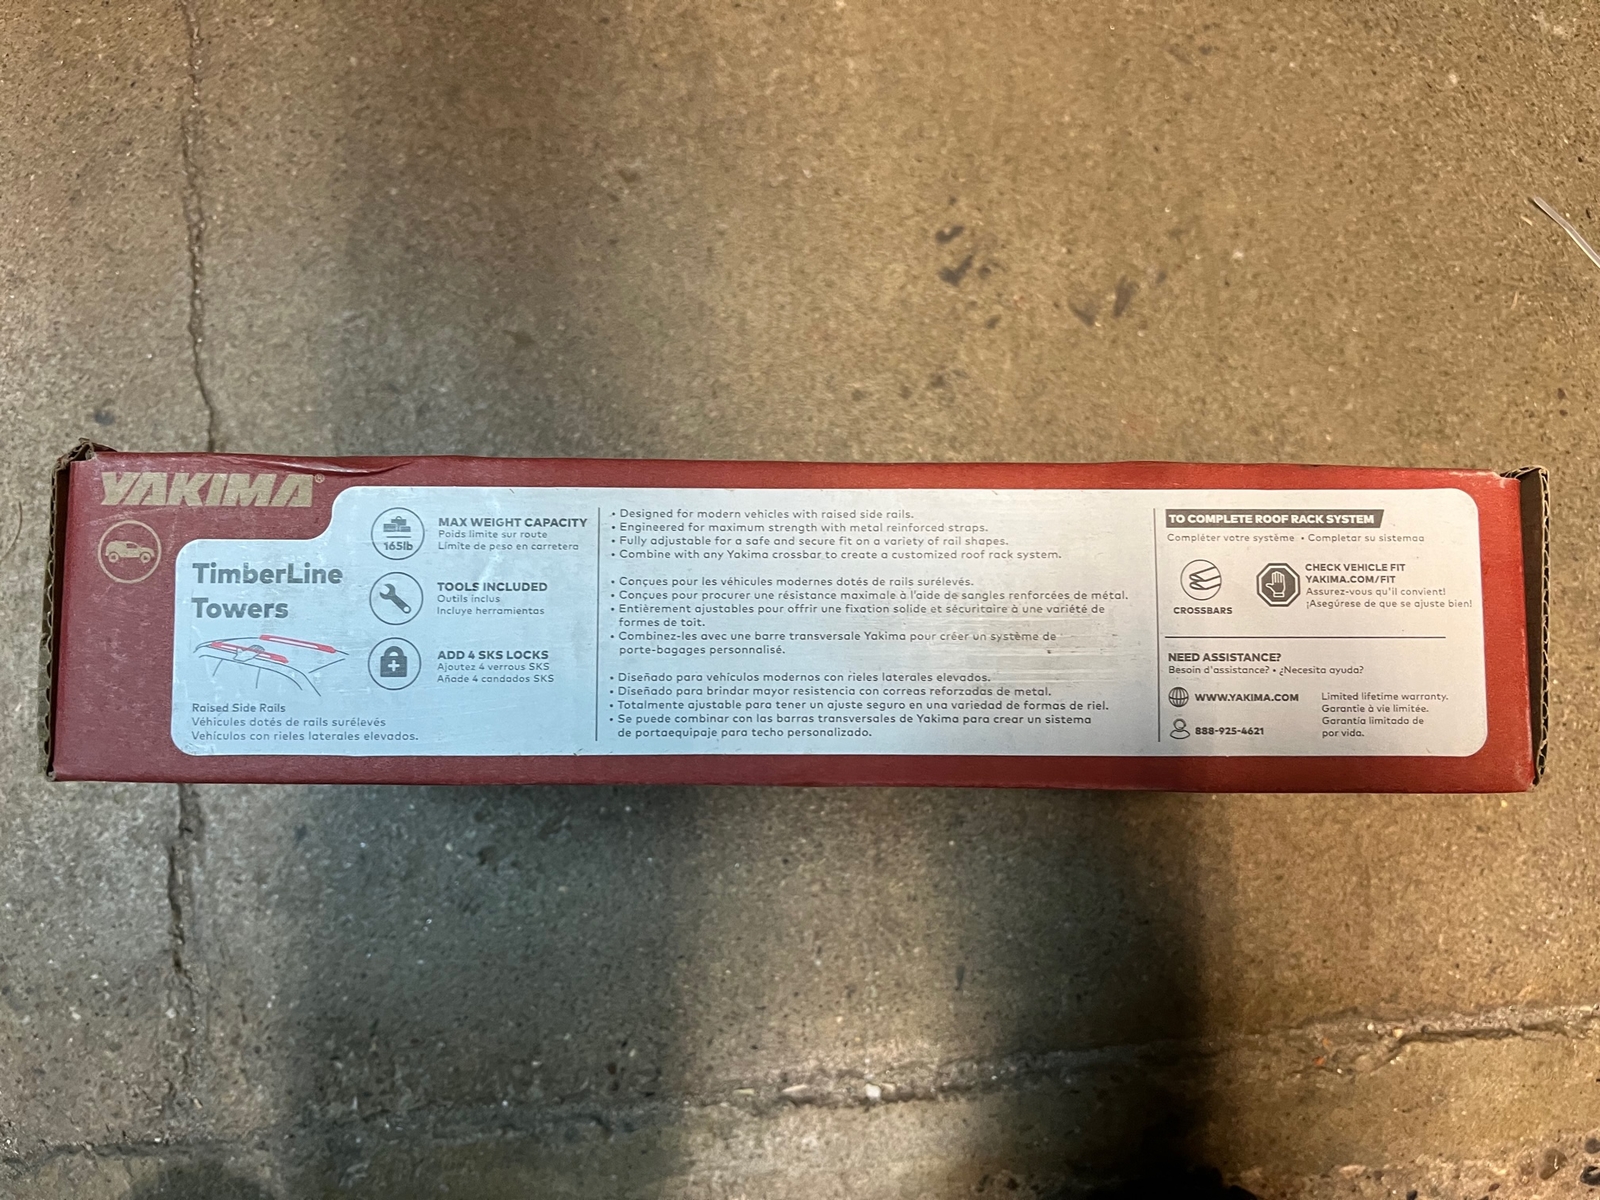 YAKIMA®
TimberLine
Towers
Raised Side Rails
Véhicules dotés de rails surélevés
Vehículos con rieles laterales elevados.
165lb
MAX WEIGHT CAPACITY
Poids limite sur route
Límite de peso en carretera
TOOLS INCLUDED
Outils inclus
Incluye herramientas
ADD 4 SKS LOCKS
Ajoutez 4 verrous SKS
Añade 4 candados SKS
• Designed for modern vehicles with raised side rails.
• Engineered for maximum strength with metal reinforced straps.
• Fully adjustable for a safe and secure fit on a variety of rail shapes.
• Combine with any Yakima crossbar to create a customized roof rack system.
• Conçues pour les véhicules modernes dotés de rails surélevés.
• Conçues pour procurer une résistance maximale à l'aide de sangles renforcées de métal.
• Entièrement ajustables pour offrir une fixation solide et sécuritaire à une variété de
formes de toit.
• Combinez-les avec une barre transversale Yakima pour créer un système de
porte-bagages personnalisé.
• Diseñado para vehículos modernos con rieles laterales elevados.
• Diseñado para brindar mayor resistencia con correas reforzadas de metal.
• Totalmente ajustable para tener un ajuste seguro en una variedad de formas de riel.
• Se puede combinar con las barras transversales de Yakima para crear un sistema
de portaequipaje para techo personalizado.
TO COMPLETE ROOF RACK SYSTEM
Compléter votre système • Completar su sistemaa
CROSSBARS
CHECK VEHICLE FIT
YAKIMA.COM/FIT
Assurez-vous qu'il convient!
¡Asegúrese de que se ajuste bien!
NEED ASSISTANCE?
Besoin d'assistance? • ¿Necesita ayuda?
WWW.YAKIMA.COM
888-925-4621
Limited lifetime warranty.
Garantie à vie limitée.
Garantía limitada de
por vida.